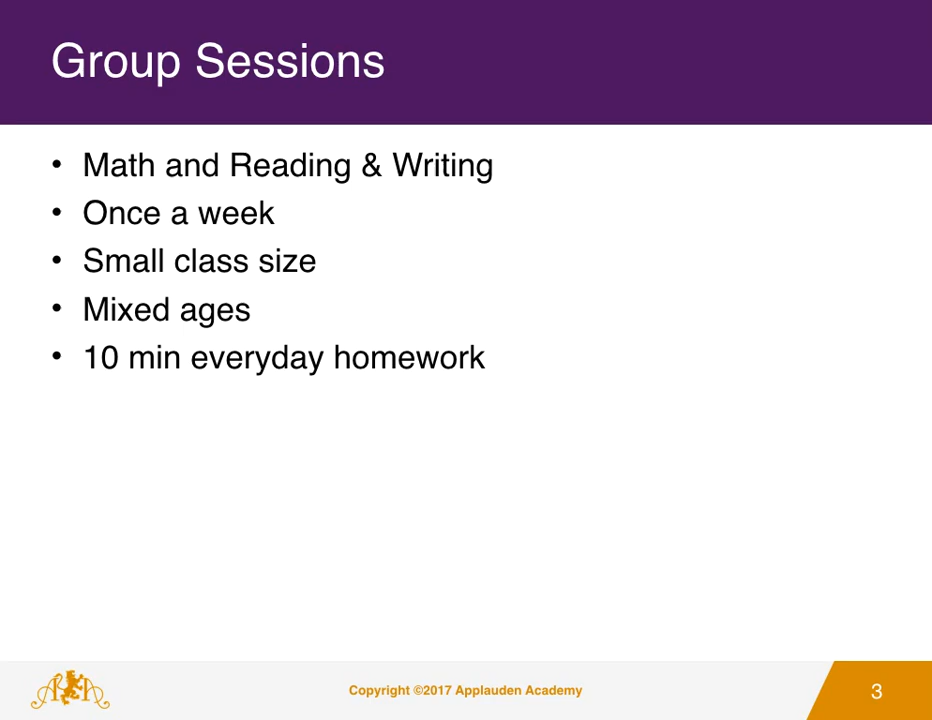 Group Sessions
• Math and Reading & Writing
• Once a week
• Small class size
• Mixed ages
• 10 min everyday homework
Copyright ©2017 Applauden Academy
3